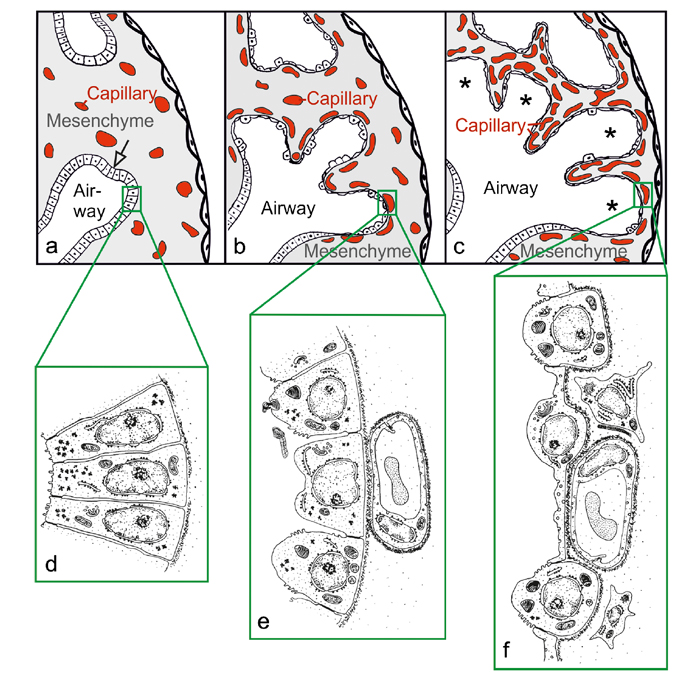 Capillary
Mesenchyme
Air-
way
a
Capillary
Airway
b
Mesenchyme
* *
*
Capillary
Airway
*
c
Mesenchyme
d
e
f